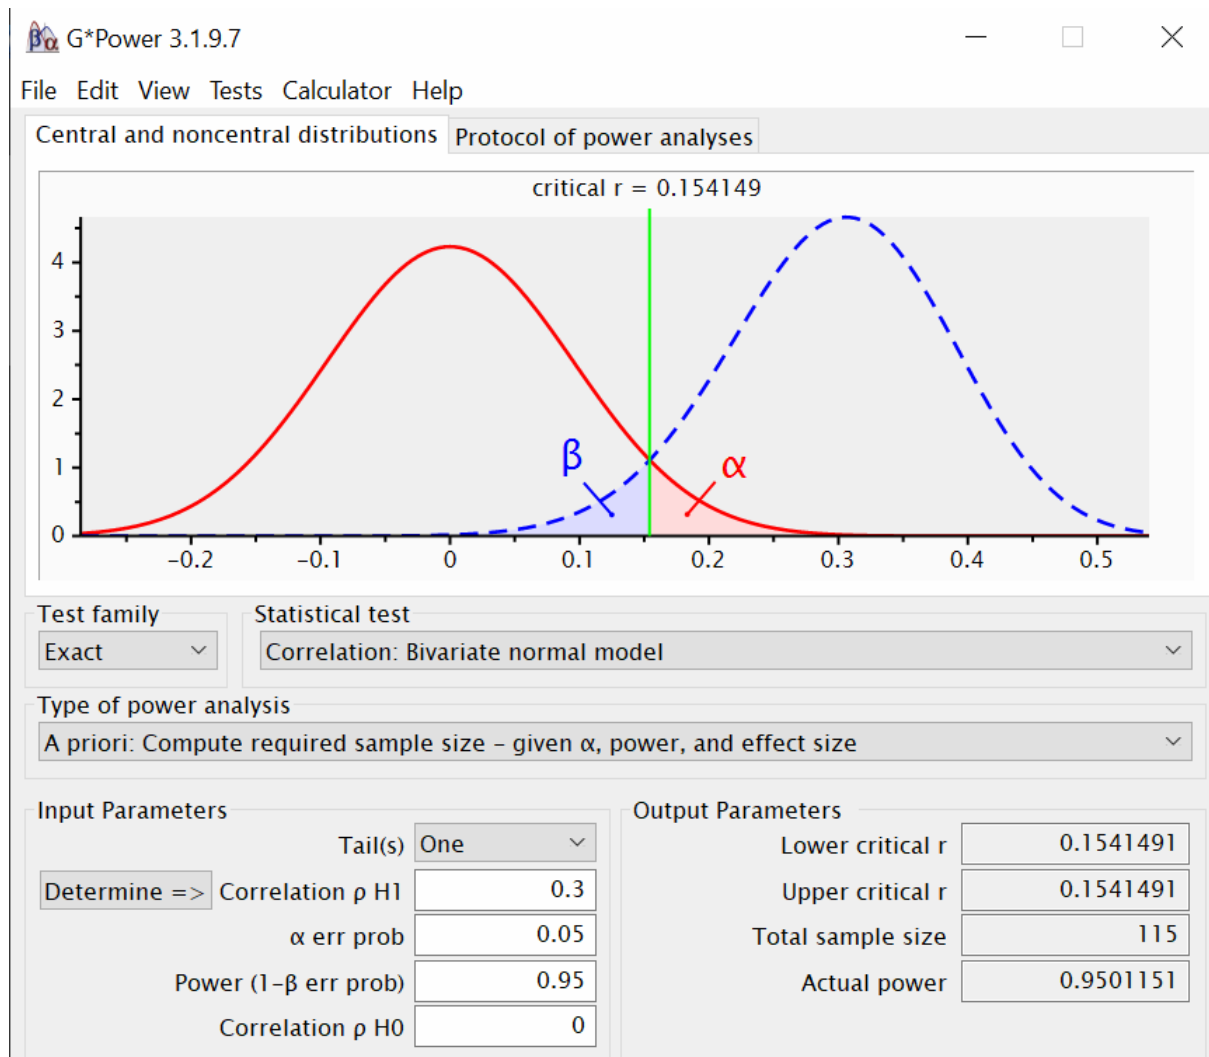 G*Power 3.1.9.7
File Edit View Tests Calculator Help
Central and noncentral distributions Protocol of power analyses
critical r = 0.154149
4
3
2
1
0
β α
-0.2 -0.1 0 0.1 0.2 0.3 0.4 0.5
Test family Statistical test
Exact Correlation: Bivariate normal model
Type of power analysis
A priori: Compute required sample size – given α, power, and effect size
Input Parameters
Tail(s) One
Determine => Correlation ρ H1 0.3
α err prob 0.05
Power (1-β err prob) 0.95
Correlation ρ H0 0
Output Parameters
Lower critical r 0.1541491
Upper critical r 0.1541491
Total sample size 115
Actual power 0.9501151